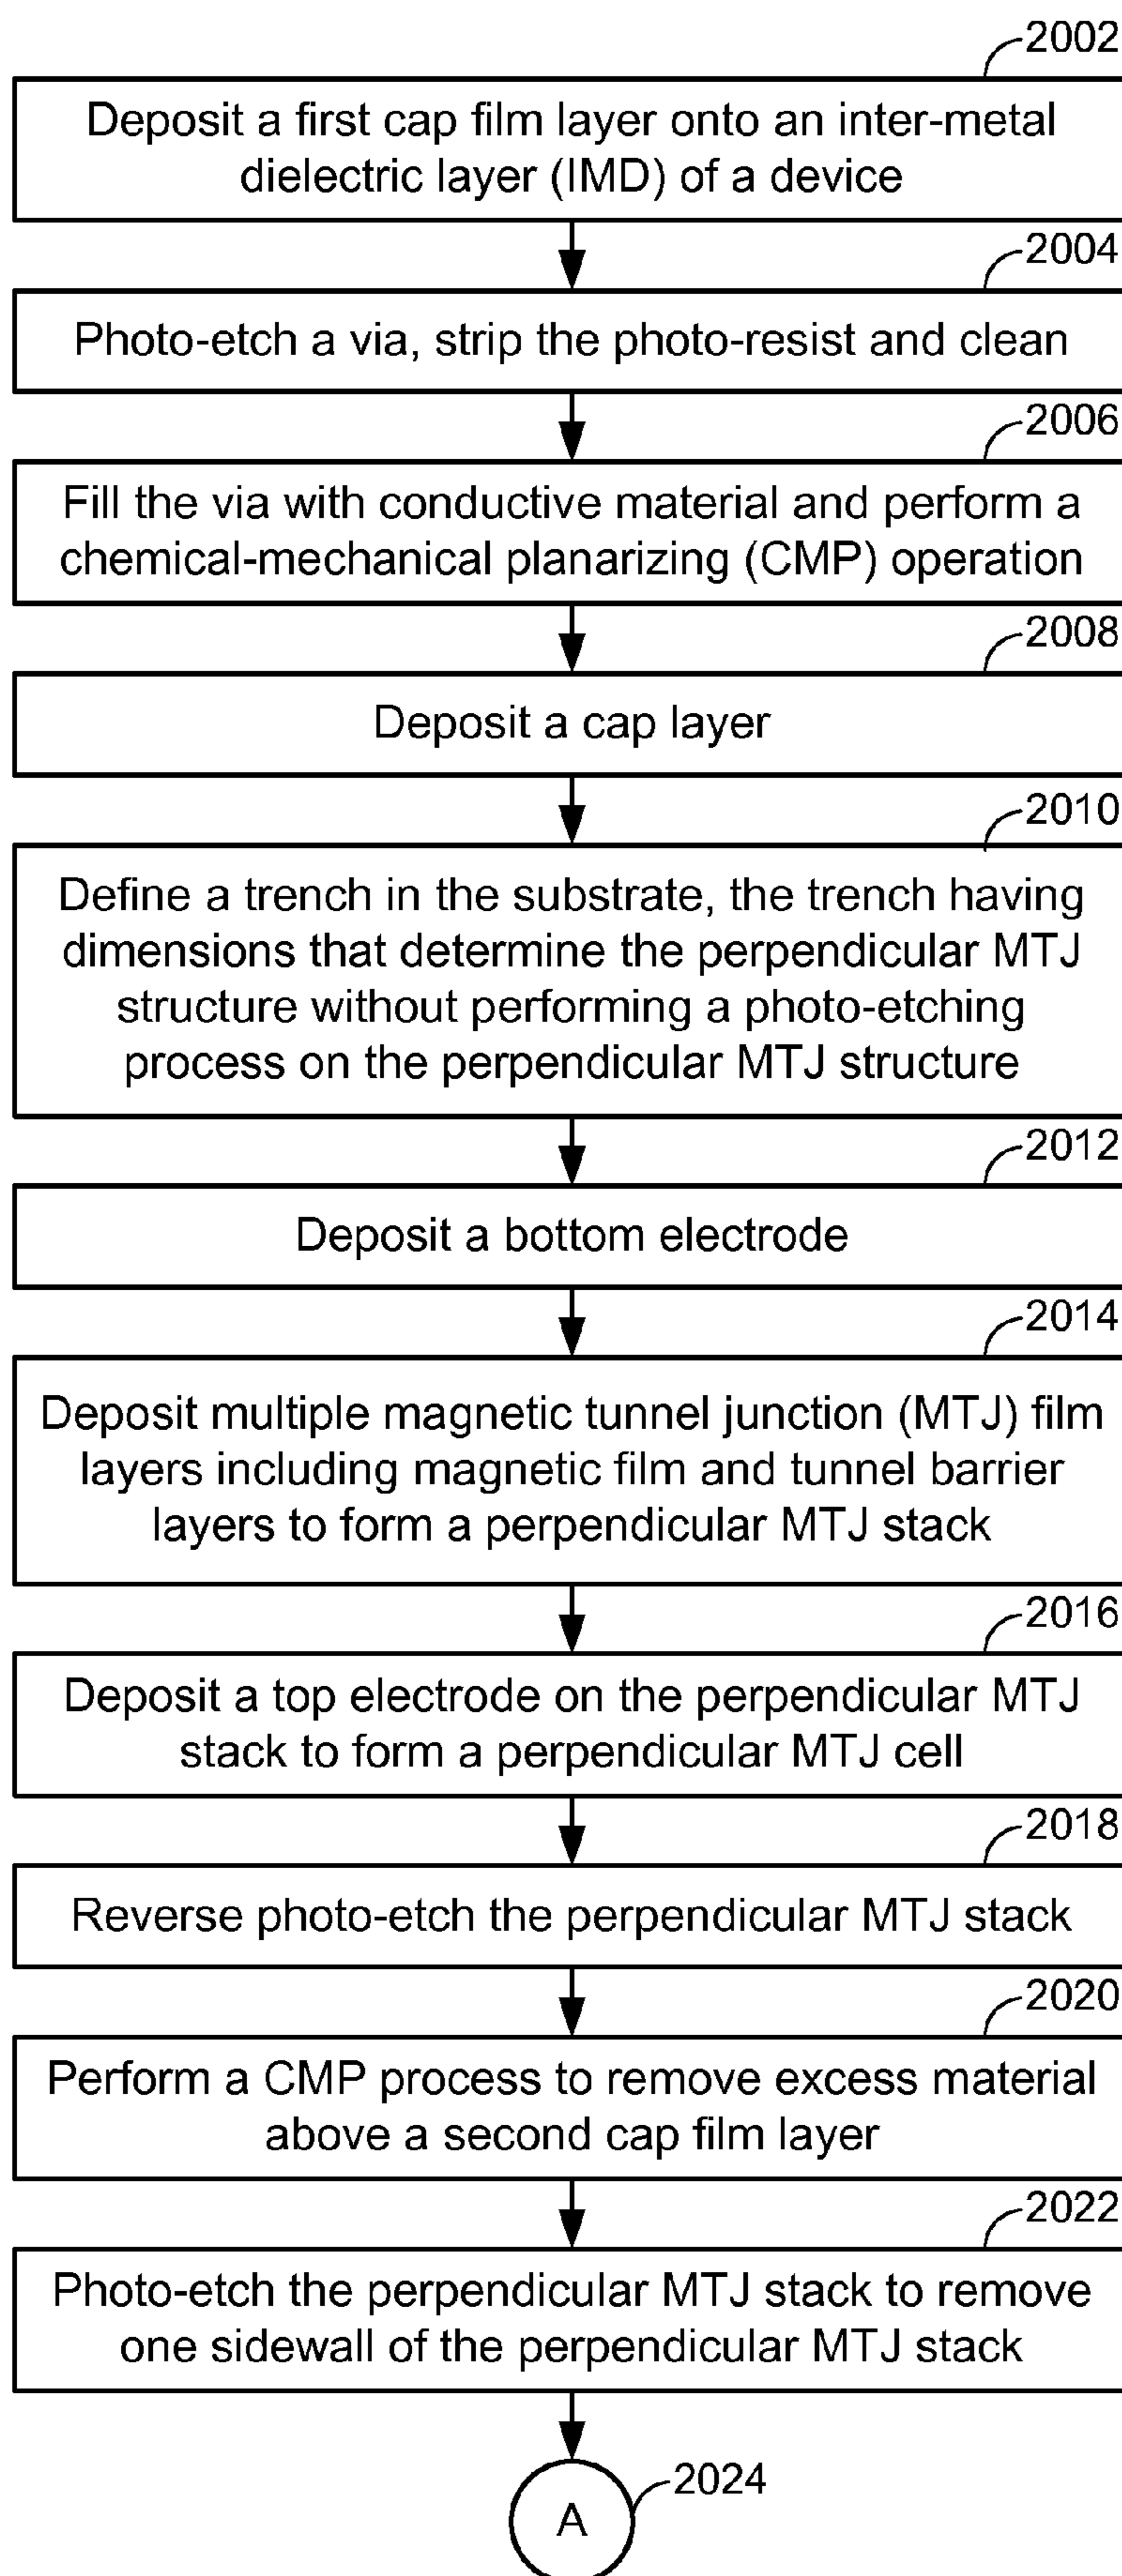 2002
Deposit a first cap film layer onto an inter-metal
dielectric layer (IMD) of a device
2004
Photo-etch a via, strip the photo-resist and clean
2006
Fill the via with conductive material and perform a
chemical-mechanical planarizing (CMP) operation
2008
Deposit a cap layer
2010
Define a trench in the substrate, the trench having
dimensions that determine the perpendicular MTJ
structure without performing a photo-etching
process on the perpendicular MTJ structure
2012
Deposit a bottom electrode
2014
Deposit multiple magnetic tunnel junction (MTJ) film
layers including magnetic film and tunnel barrier
layers to form a perpendicular MTJ stack
2016
Deposit a top electrode on the perpendicular MTJ
stack to form a perpendicular MTJ cell
2018
Reverse photo-etch the perpendicular MTJ stack
2020
Perform a CMP process to remove excess material
above a second cap film layer
2022
Photo-etch the perpendicular MTJ stack to remove
one sidewall of the perpendicular MTJ stack
2024
A